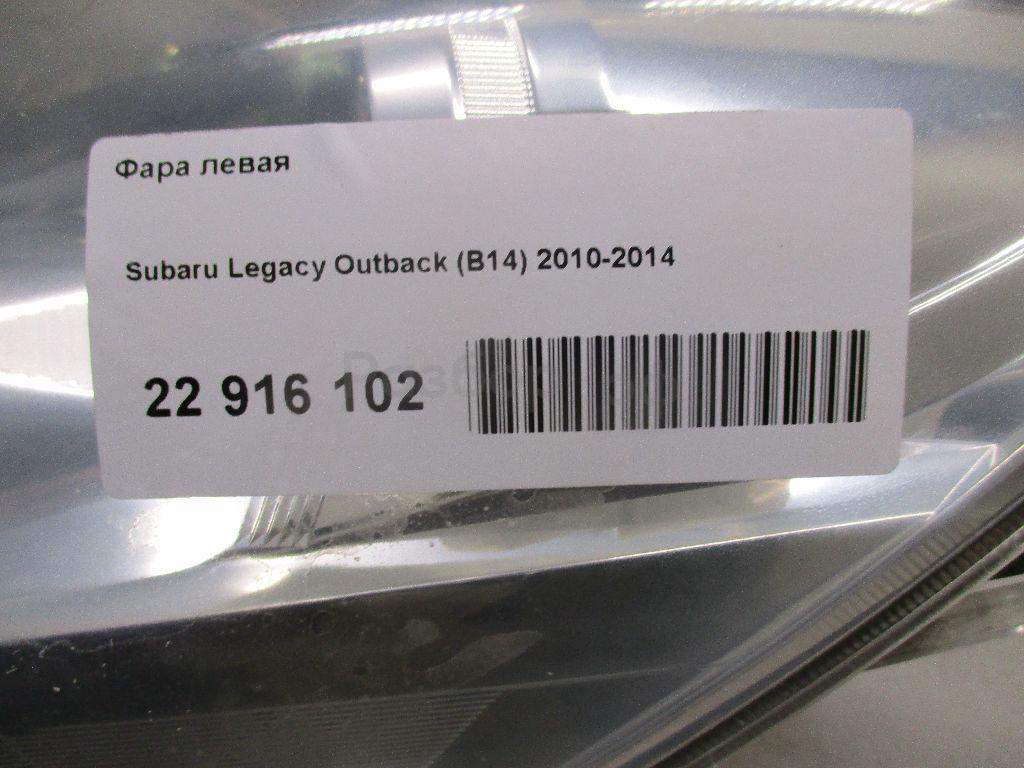 Фара левая
Subaru Legacy Outback (B14) 2010-2014
22 916 102